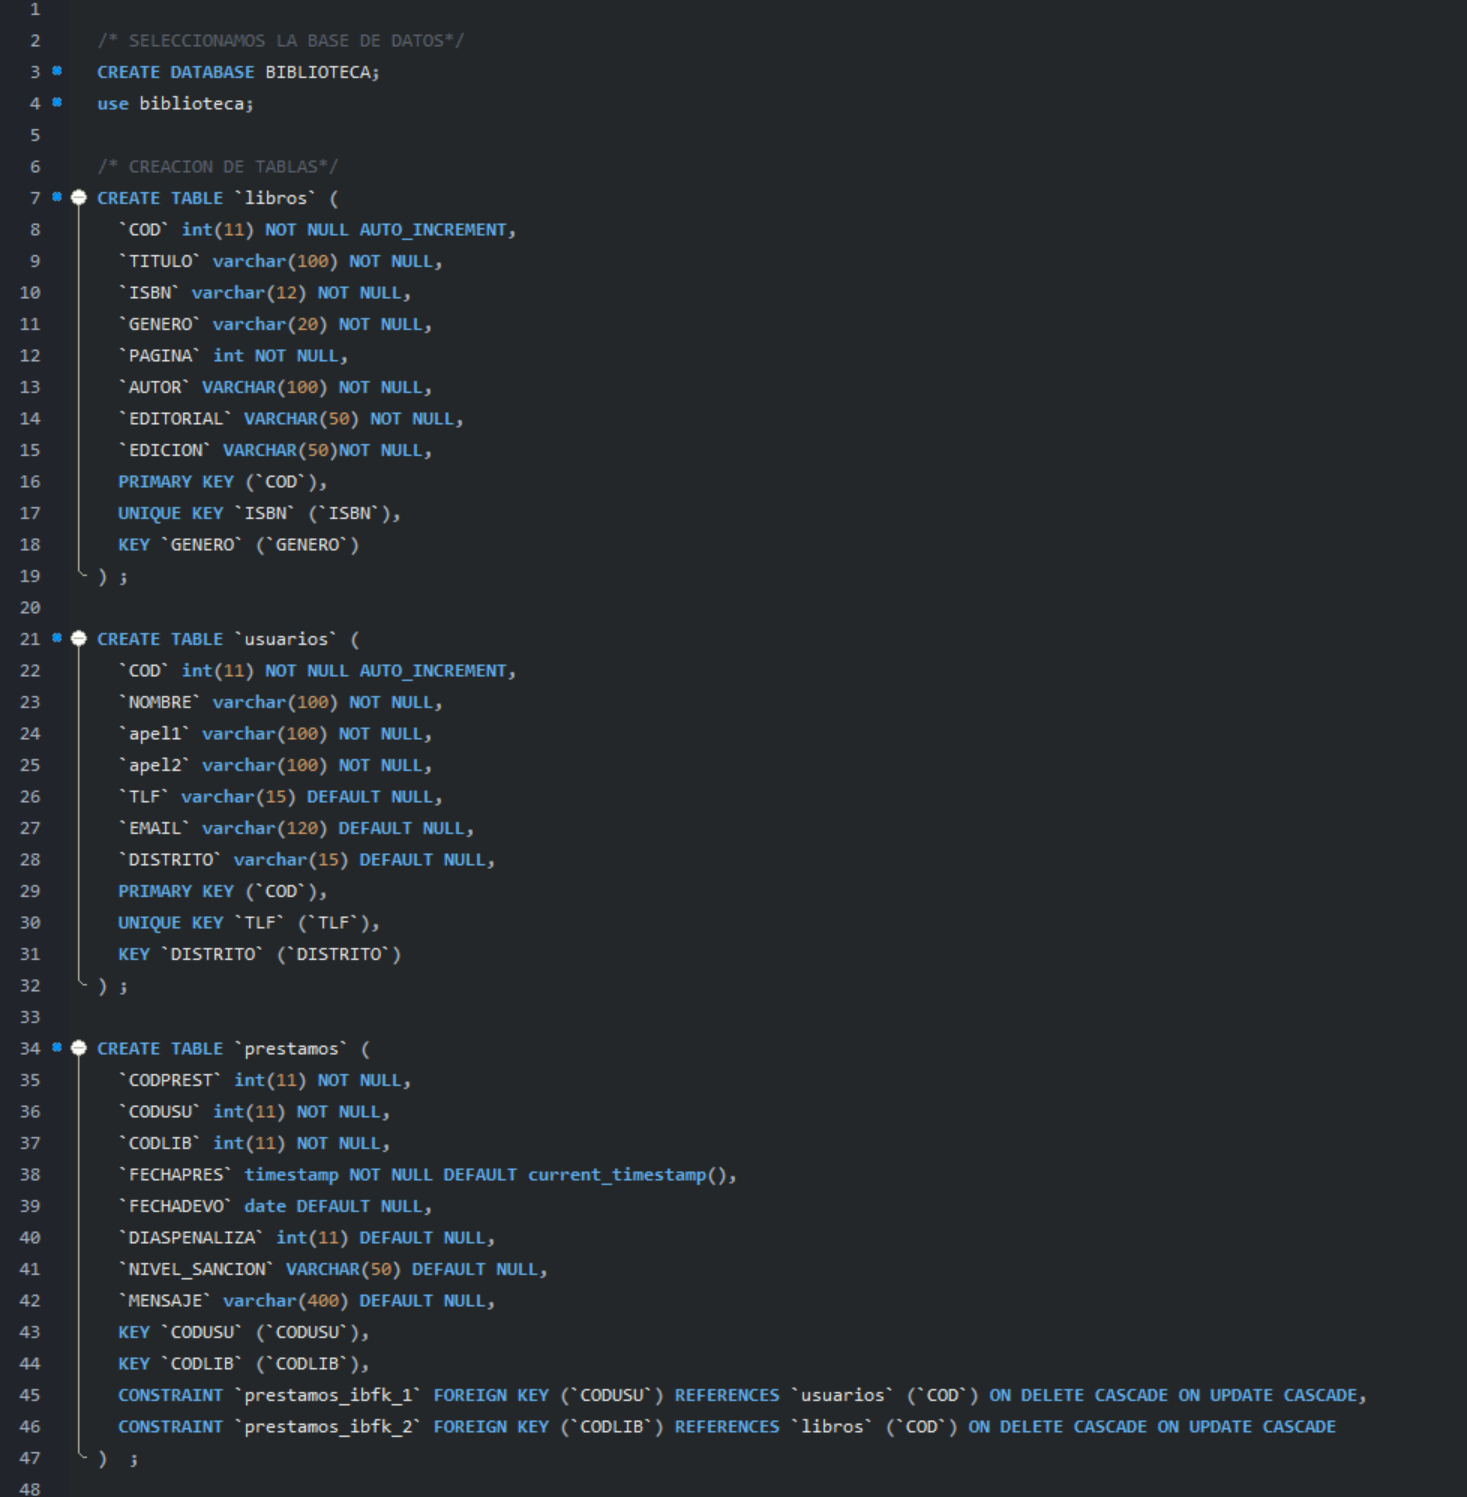 1
2 /* SELECCIONAMOS LA BASE DE DATOS*/
3 CREATE DATABASE BIBLIOTECA;
4 use biblioteca;
5
6 /* CREACION DE TABLAS*/
7 CREATE TABLE `libros` (
8 `COD` int(11) NOT NULL AUTO_INCREMENT,
9 `TITULO` varchar(100) NOT NULL,
10 `ISBN` varchar(12) NOT NULL,
11 `GENERO` varchar(20) NOT NULL,
12 `PAGINA` int NOT NULL,
13 `AUTOR` VARCHAR(100) NOT NULL,
14 `EDITORIAL` VARCHAR(50) NOT NULL,
15 `EDICION` VARCHAR(50)NOT NULL,
16 PRIMARY KEY (`COD`),
17 UNIQUE KEY `ISBN` (`ISBN`),
18 KEY `GENERO` (`GENERO`)
19 ) ;
20
21 CREATE TABLE `usuarios` (
22 `COD` int(11) NOT NULL AUTO_INCREMENT,
23 `NOMBRE` varchar(100) NOT NULL,
24 `apel1` varchar(100) NOT NULL,
25 `apel2` varchar(100) NOT NULL,
26 `TLF` varchar(15) DEFAULT NULL,
27 `EMAIL` varchar(120) DEFAULT NULL,
28 `DISTRITO` varchar(15) DEFAULT NULL,
29 PRIMARY KEY (`COD`),
30 UNIQUE KEY `TLF` (`TLF`),
31 KEY `DISTRITO` (`DISTRITO`)
32 ) ;
33
34 CREATE TABLE `prestamos` (
35 `CODPREST` int(11) NOT NULL,
36 `CODUSU` int(11) NOT NULL,
37 `CODLIB` int(11) NOT NULL,
38 `FECHAPRES` timestamp NOT NULL DEFAULT current_timestamp(),
39 `FECHADEVO` date DEFAULT NULL,
40 `DIASPENALIZA` int(11) DEFAULT NULL,
41 `NIVEL_SANCION` VARCHAR(50) DEFAULT NULL,
42 `MENSAJE` varchar(400) DEFAULT NULL,
43 KEY `CODUSU` (`CODUSU`),
44 KEY `CODLIB` (`CODLIB`),
45 CONSTRAINT `prestamos_ibfk_1` FOREIGN KEY (`CODUSU`) REFERENCES `usuarios` (`COD`) ON DELETE CASCADE ON UPDATE CASCADE,
46 CONSTRAINT `prestamos_ibfk_2` FOREIGN KEY (`CODLIB`) REFERENCES `libros` (`COD`) ON DELETE CASCADE ON UPDATE CASCADE
47 ) ;
48